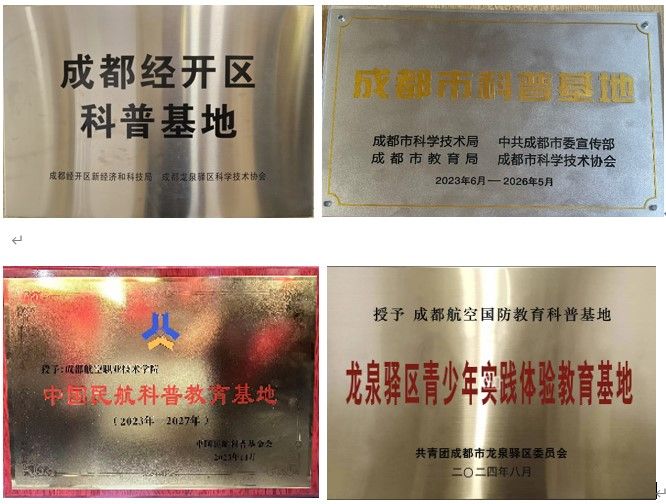 成都经开区
科普基地
成都经开区新经济和科技局 成都龙泉驿区科学技术协会
成都市科普基地
成都市科学技术局 中共成都市委宣传部
成都市教育局 成都市科学技术协会
2023年6月—2026年5月
授予:成都航空职业技术学院
中国民航科普教育基地
(2023年—2027年)
中国民航科普基金会
授予 成都航空国防教育科普基地
龙泉驿区青少年实践体验教育基地
共青团成都市龙泉驿区委员会
二〇二四年八月